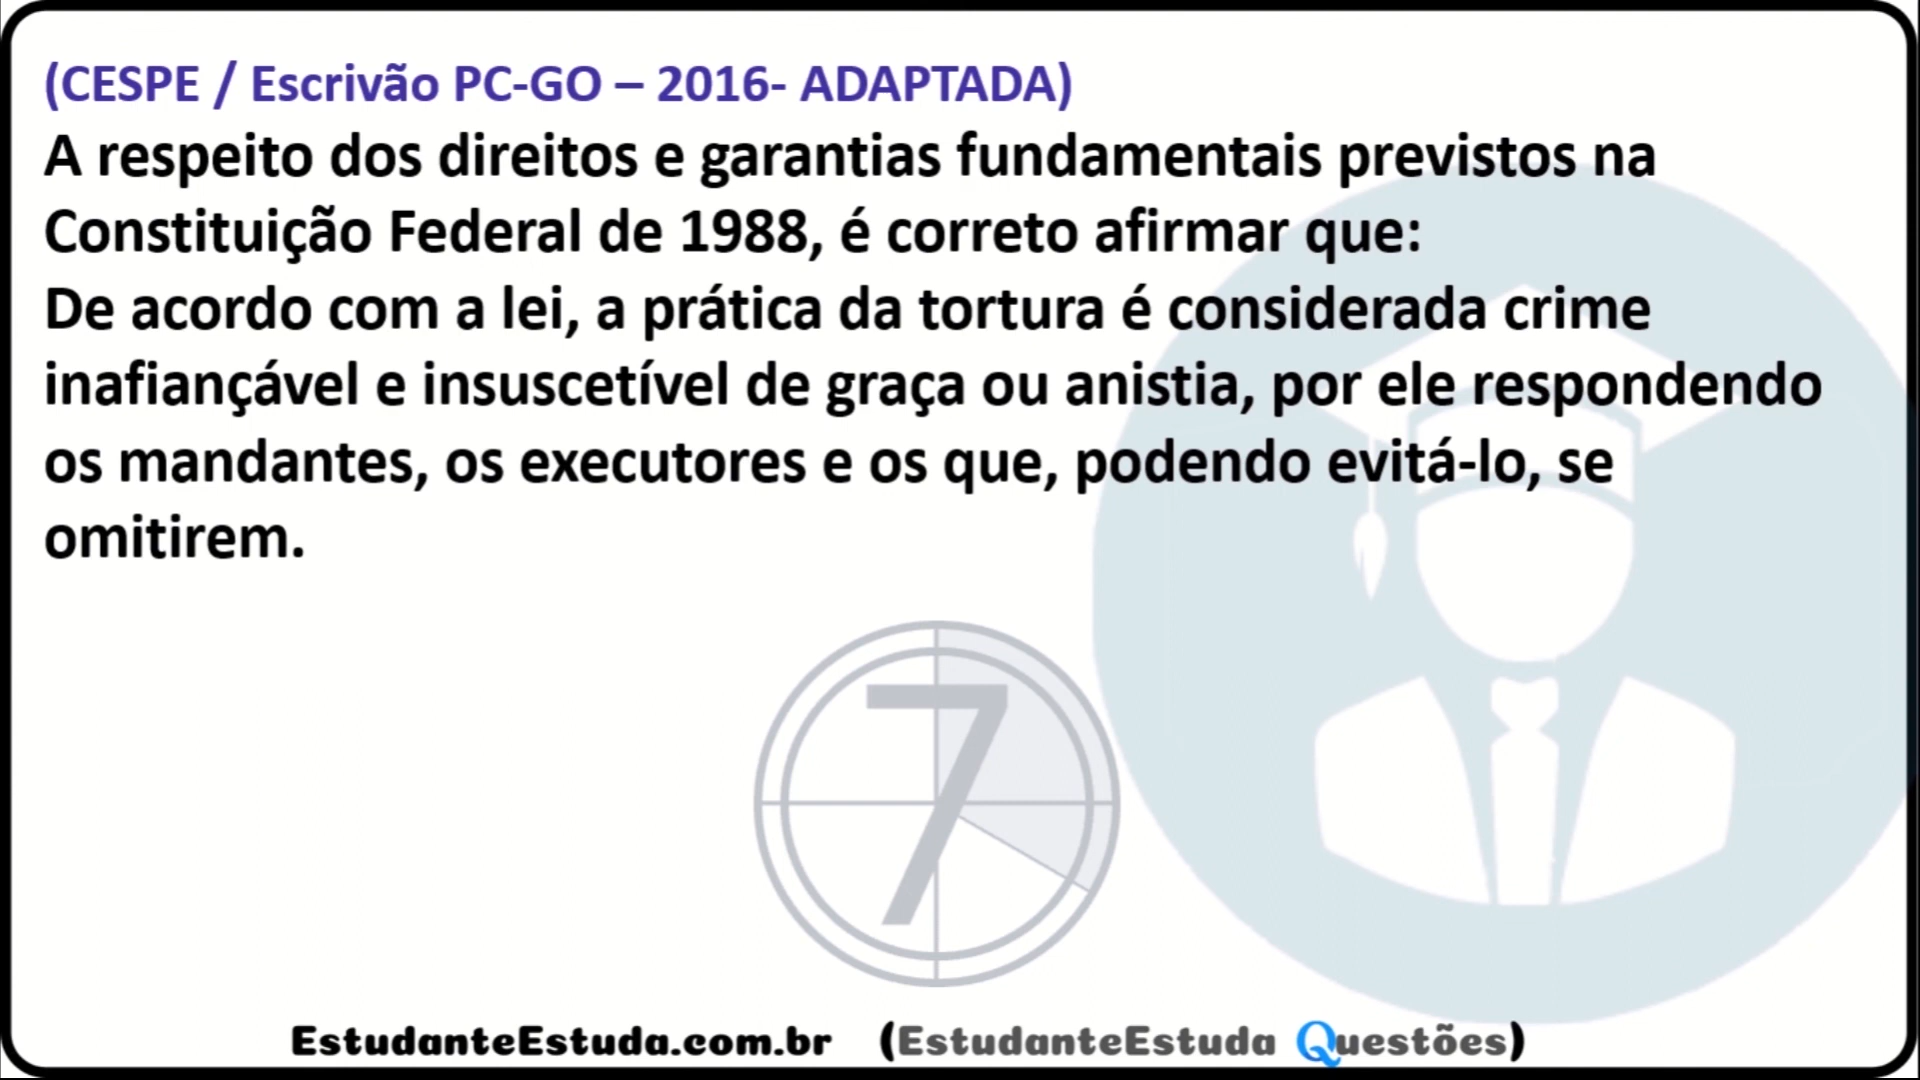 (CESPE / Escrivão PC-GO – 2016- ADAPTADA)
A respeito dos direitos e garantias fundamentais previstos na
Constituição Federal de 1988, é correto afirmar que:
De acordo com a lei, a prática da tortura é considerada crime
inafiançável e insuscetível de graça ou anistia, por ele respondendo
os mandantes, os executores e os que, podendo evitá-lo, se
omitirem.
7
EstudanteEstuda.com.br (EstudanteEstuda Questões)